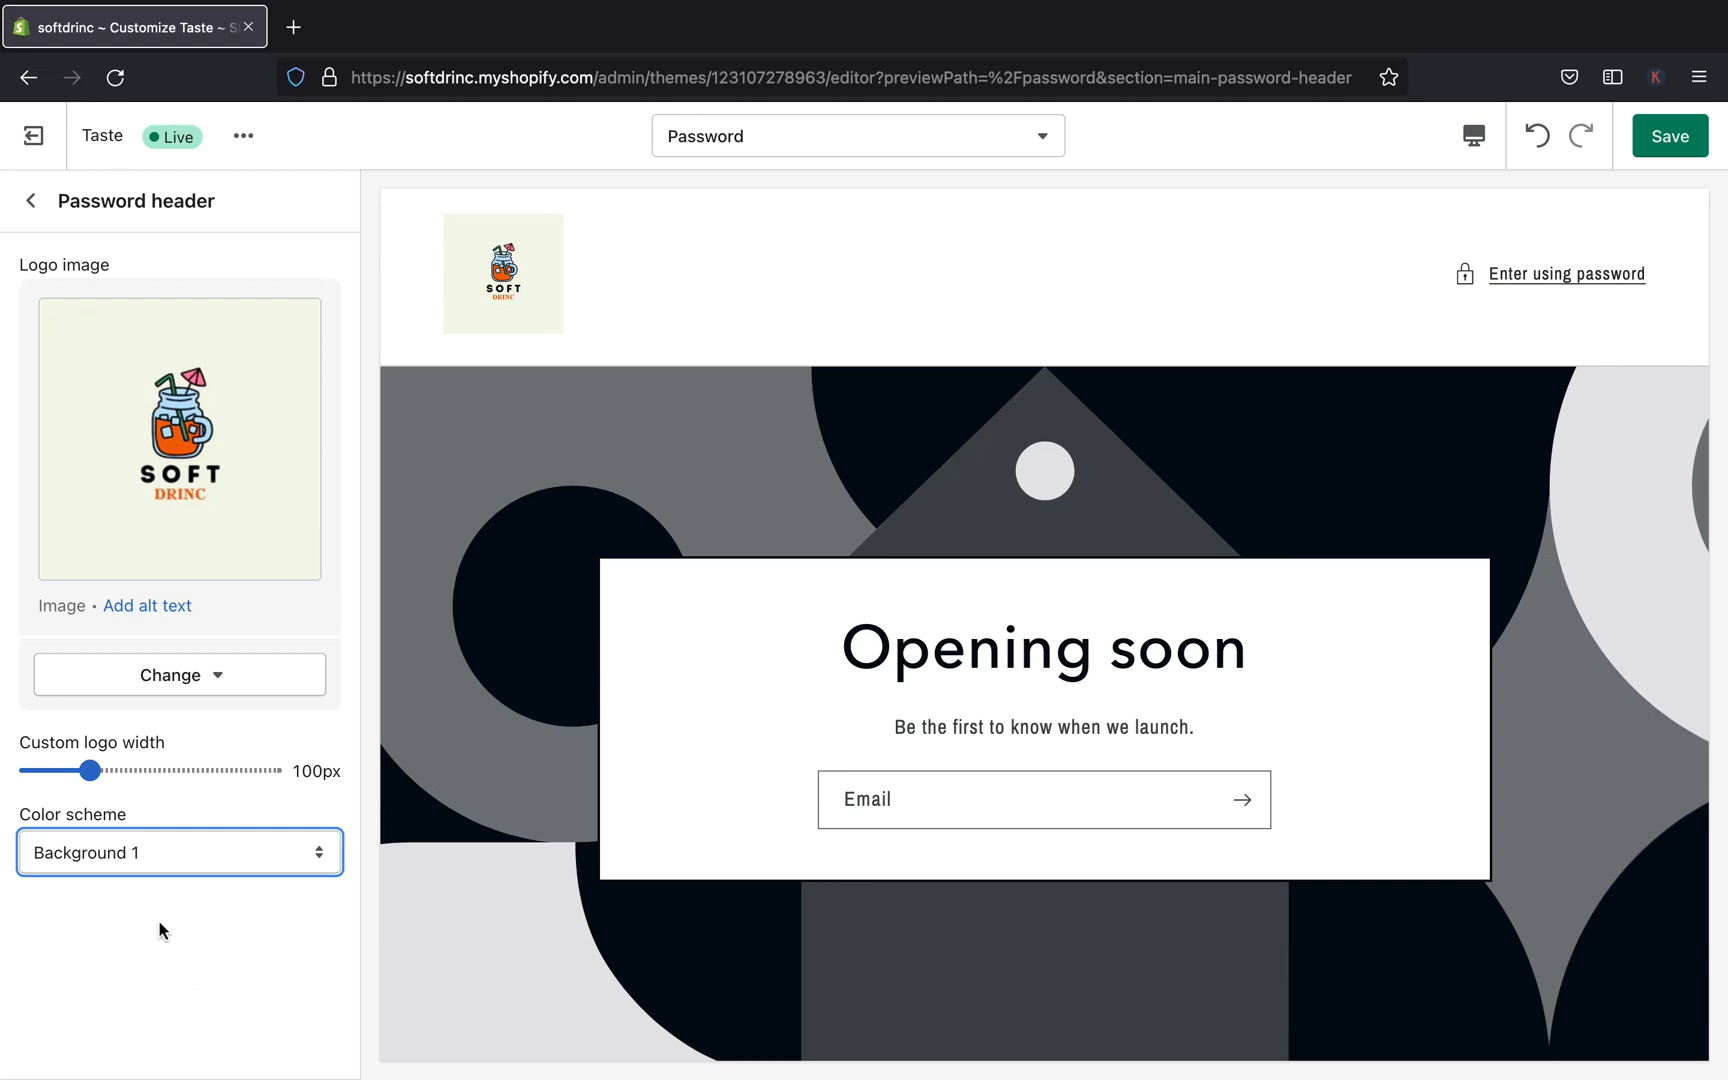 softdrinc ~ Customize Taste ~ S
https://softdrinc.myshopify.com/admin/themes/123107278963/editor?previewPath=%2Fpassword&section=main-password-header
K
Taste
Live
Password
Save
Password header
Logo image
SOFT
DRINC
Image • Add alt text
Change
Custom logo width
100px
Color scheme
Background 1
SOFT
DRINC
Enter using password
Opening soon
Be the first to know when we launch.
Email